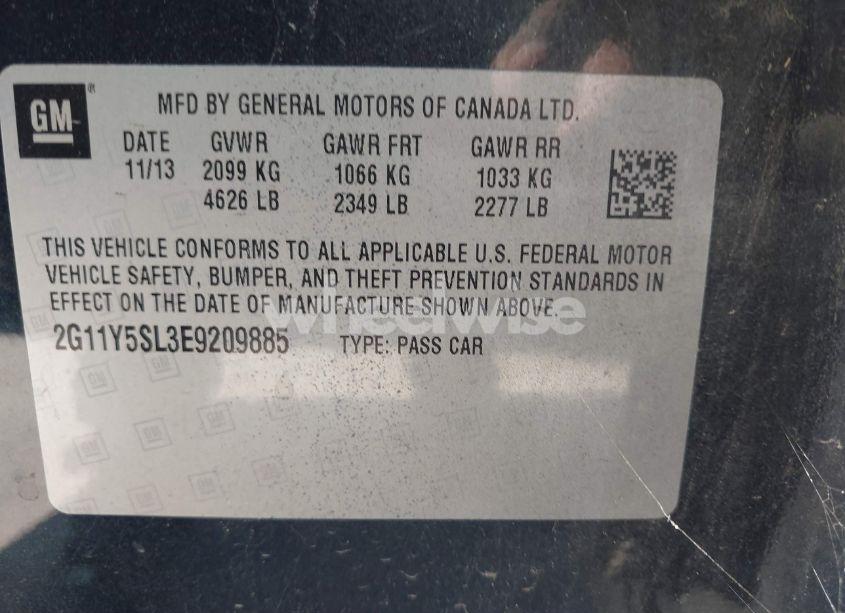 GM ®
MFD BY GENERAL MOTORS OF CANADA LTD.
DATE GVWR GAWR FRT GAWR RR
11/13 2099 KG 1066 KG 1033 KG
4626 LB 2349 LB 2277 LB
THIS VEHICLE CONFORMS TO ALL APPLICABLE U.S. FEDERAL MOTOR
VEHICLE SAFETY, BUMPER, AND THEFT PREVENTION STANDARDS IN
EFFECT ON THE DATE OF MANUFACTURE SHOWN ABOVE.
wheelwise
2G11Y5SL3E9209885 TYPE: PASS CAR